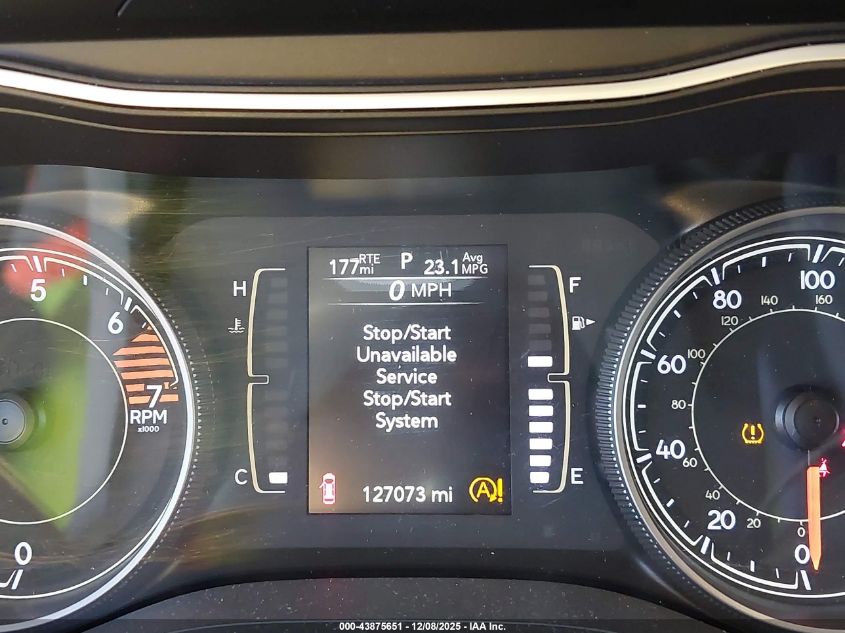 177 RTE mi P 23.1 Avg MPG
0 MPH
H
F
Stop/Start
Unavailable
Service
Stop/Start
System
C
E
127073 mi A!
5
6
7
RPM
x1000
0
100
80
60
40
20
0
160
140
120
100
80
60
40
20
0
000-43875651 - 12/08/2025 - IAA Inc.